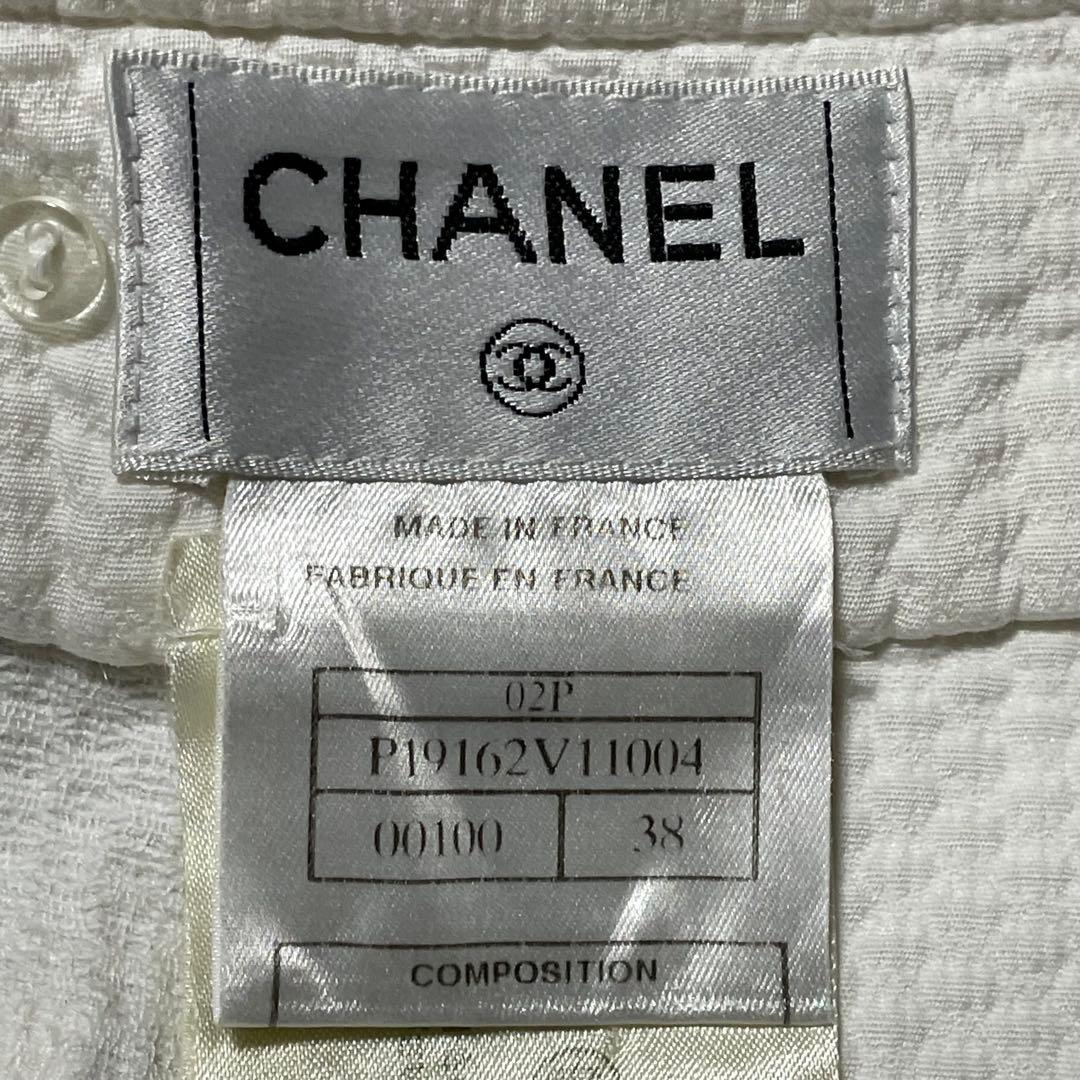 CHANEL
MADE IN FRANCE
FABRIQUE EN FRANCE
02P
P19162V11004
00100 38
COMPOSITION